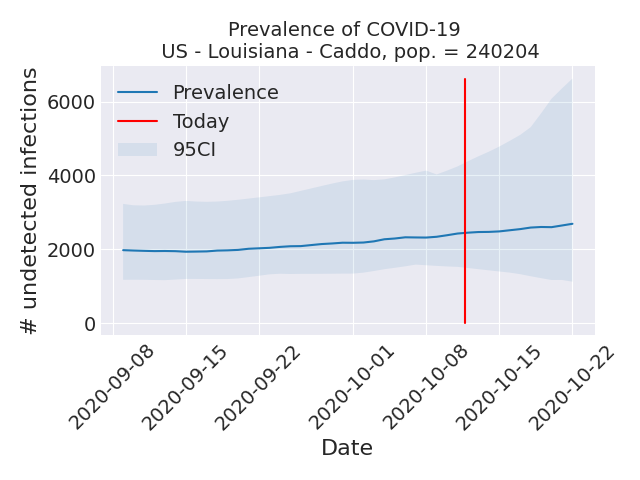 Prevalence of COVID-19
US - Louisiana - Caddo, pop. = 240204
# undetected infections
6000
4000
2000
0
Prevalence
Today
95CI
2020-09-08
2020-09-15
2020-09-22
2020-10-01
2020-10-08
2020-10-15
2020-10-22
Date